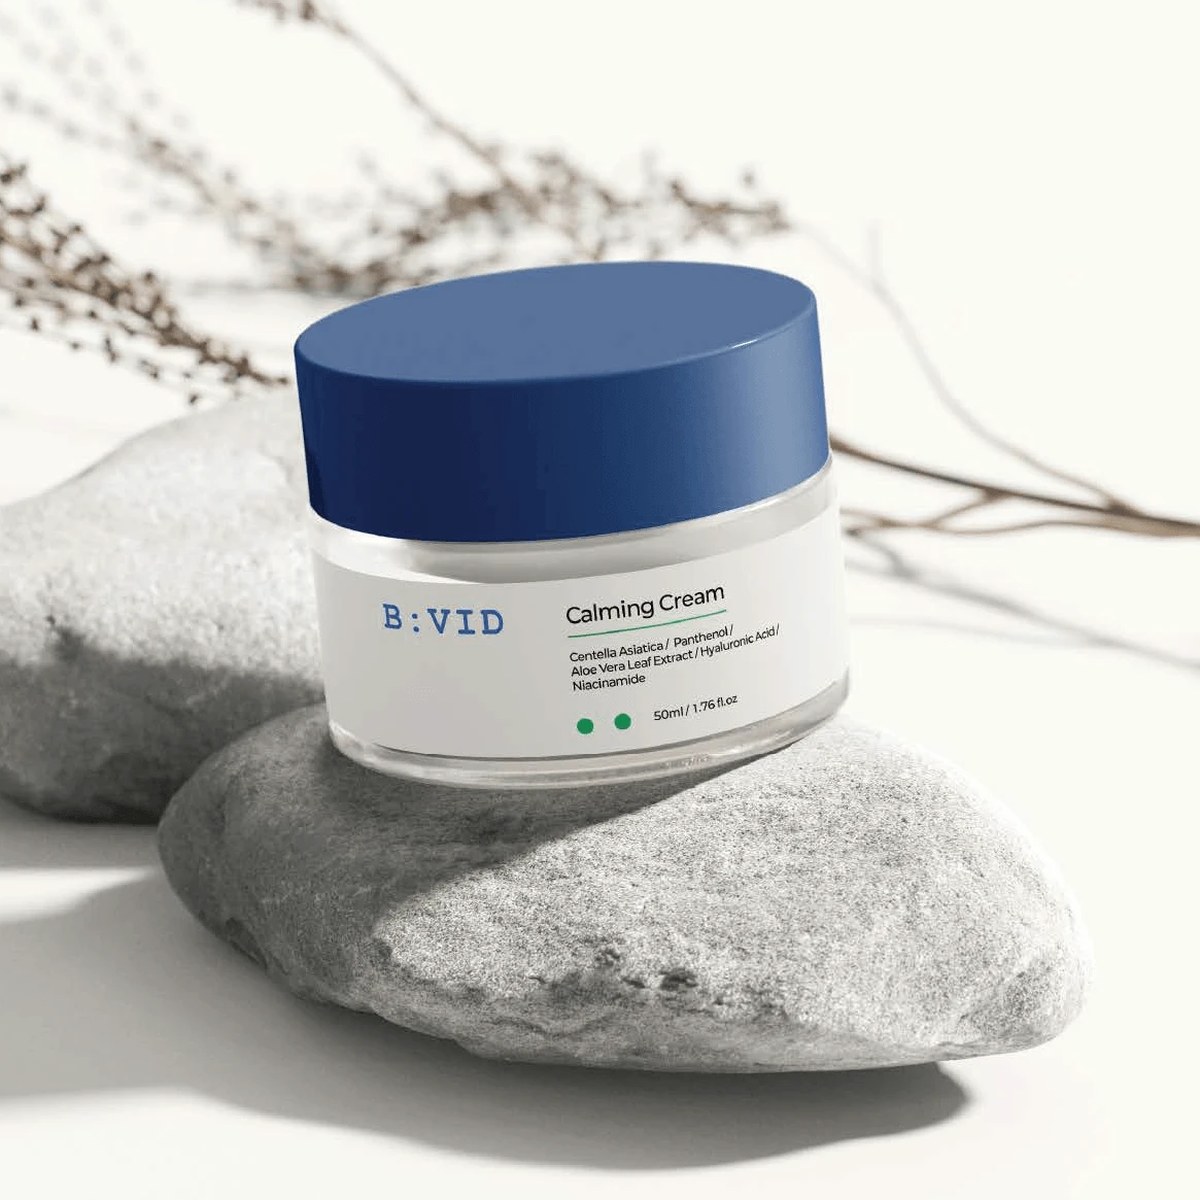 B:VID
Calming Cream
Centella Asiatica / Panthenol /
Aloe Vera Leaf Extract / Hyaluronic Acid /
Niacinamide
50ml / 1.76 fl.oz